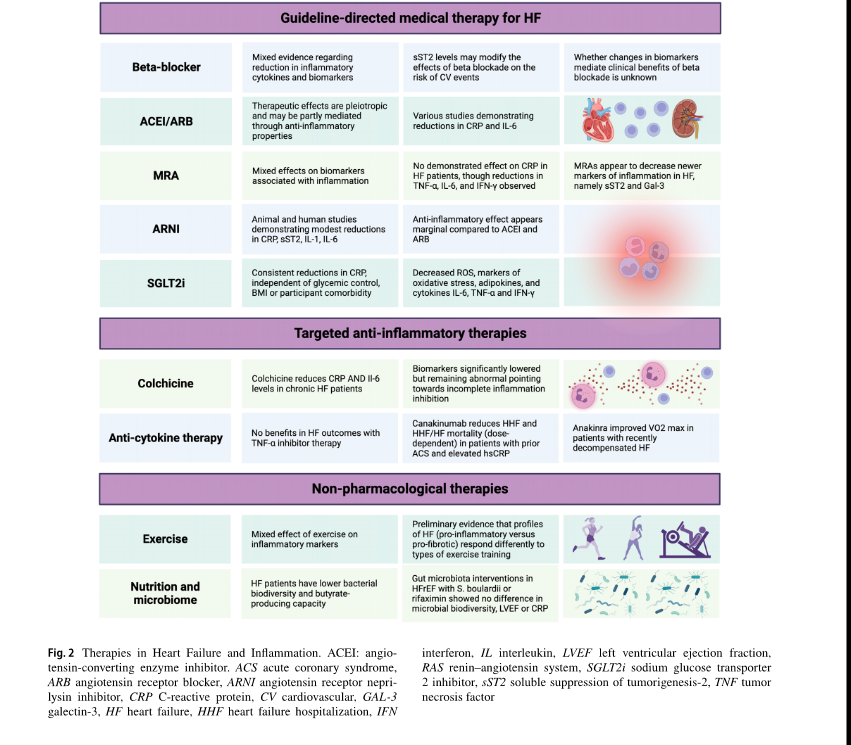 Guideline-directed medical therapy for HF
Beta-blocker
Mixed evidence regarding
reduction in inflammatory
cytokines and biomarkers
sST2 levels may modify the
effects of beta blockade on the
risk of CV events
Whether changes in biomarkers
mediate clinical benefits of beta
blockade is unknown
ACEI/ARB
Therapeutic effects are pleiotropic
and may be partly mediated
through anti-inflammatory
properties
Various studies demonstrating
reductions in CRP and IL-6
MRA
Mixed effects on biomarkers
associated with inflammation
No demonstrated effect on CRP in
HF patients, though reductions in
TNF-α, IL-6, and IFN-γ observed
MRAs appear to decrease newer
markers of inflammation in HF,
namely sST2 and Gal-3
ARNI
Animal and human studies
demonstrating modest reductions
in CRP, sST2, IL-1, IL-6
Anti-inflammatory effect appears
marginal compared to ACEI and
ARB
SGLT2i
Consistent reductions in CRP,
independent of glycemic control,
BMI or participant comorbidity
Decreased ROS, markers of
oxidative stress, adipokines, and
cytokines IL-6, TNF-α and IFN-γ
Targeted anti-inflammatory therapies
Colchicine
Colchicine reduces CRP AND Il-6
levels in chronic HF patients
Biomarkers significantly lowered
but remaining abnormal pointing
towards incomplete inflammation
inhibition
Anti-cytokine therapy
No benefits in HF outcomes with
TNF-α inhibitor therapy
Canakinumab reduces HHF and
HHF/HF mortality (dose-
dependent) in patients with prior
ACS and elevated hsCRP
Anakinra improved VO2 max in
patients with recently
decompensated HF
Non-pharmacological therapies
Exercise
Mixed effect of exercise on
inflammatory markers
Preliminary evidence that profiles
of HF (pro-inflammatory versus
pro-fibrotic) respond differently to
types of exercise training
Nutrition and
microbiome
HF patients have lower bacterial
biodiversity and butyrate-
producing capacity
Gut microbiota interventions in
HFrEF with S. boulardii or
rifaximin showed no difference in
microbial biodiversity, LVEF or CRP
Fig. 2 Therapies in Heart Failure and Inflammation. ACEI: angio-
tensin-converting enzyme inhibitor. ACS acute coronary syndrome,
ARB angiotensin receptor blocker, ARNI angiotensin receptor nepri-
lysin inhibitor, CRP C-reactive protein, CV cardiovascular, GAL-3
galectin-3, HF heart failure, HHF heart failure hospitalization, IFN
interferon, IL interleukin, LVEF left ventricular ejection fraction,
RAS renin–angiotensin system, SGLT2i sodium glucose transporter
2 inhibitor, sST2 soluble suppression of tumorigenesis-2, TNF tumor
necrosis factor